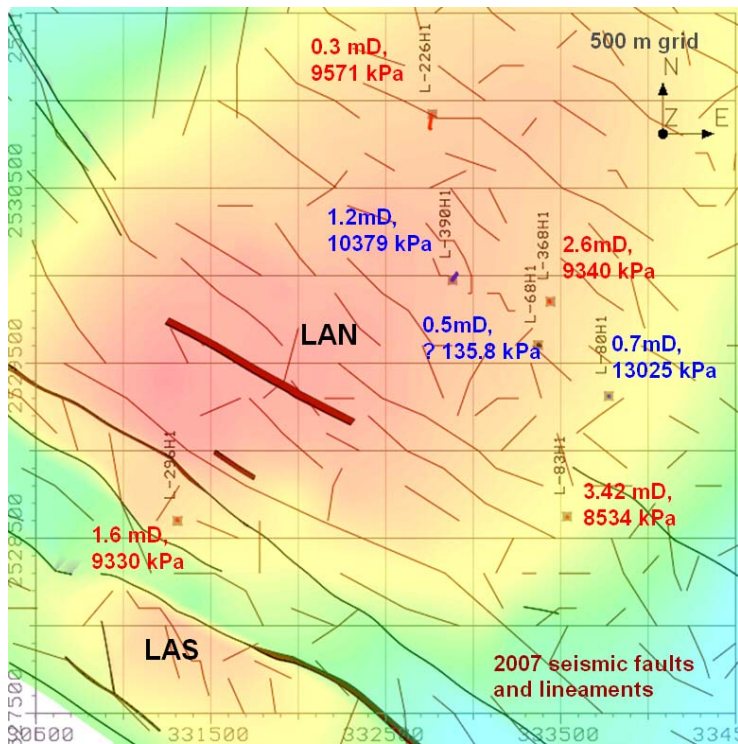 0.3 mD,
9571 kPa
L-226H1
500 m grid
N
Z
E
2530500
1.2mD,
10379 kPa
L-390H1
L-368H1
2.6mD,
9340 kPa
L-68H1
0.5mD,
? 135.8 kPa
LAN
0.7mD,
13025 kPa
L-80H1
2529500
L-296H1
L-83H1
3.42 mD,
8534 kPa
1.6 mD,
9330 kPa
2528500
LAS
2007 seismic faults
and lineaments
331500
332500
333500